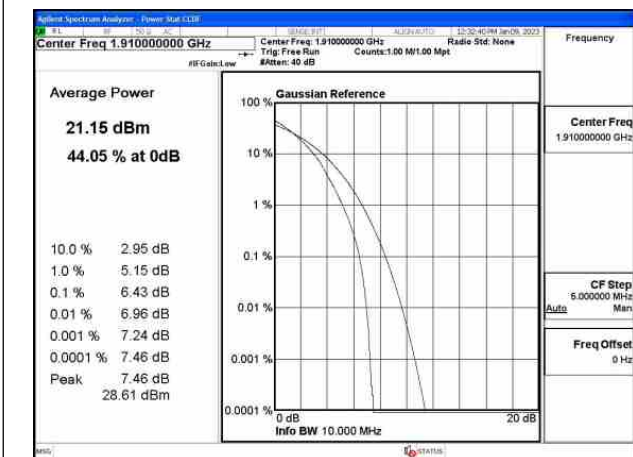 Agilent Spectrum Analyzer - Power Stat CCDF
RL RF 50 Ω AC SENSE:INT ALIGN AUTO 12:32:40 PM Jan 09, 2023
Center Freq 1.910000000 GHz
Center Freq: 1.910000000 GHz Radio Std: None
Trig: Free Run Counts:1.00 M/1.00 Mpt
#IFGain:Low #Atten: 40 dB
Frequency
Average Power
21.15 dBm
44.05 % at 0dB
10.0 % 2.95 dB
1.0 % 5.15 dB
0.1 % 6.43 dB
0.01 % 6.96 dB
0.001 % 7.24 dB
0.0001 % 7.46 dB
Peak 7.46 dB
28.61 dBm
Gaussian Reference
100 %
10 %
1 %
0.1 %
0.01 %
0.001 %
0.0001 %
0 dB 20 dB
Info BW 10.000 MHz
Center Freq
1.910000000 GHz
CF Step
5.000000 MHz
Auto Man
Freq Offset
0 Hz
MSG STATUS